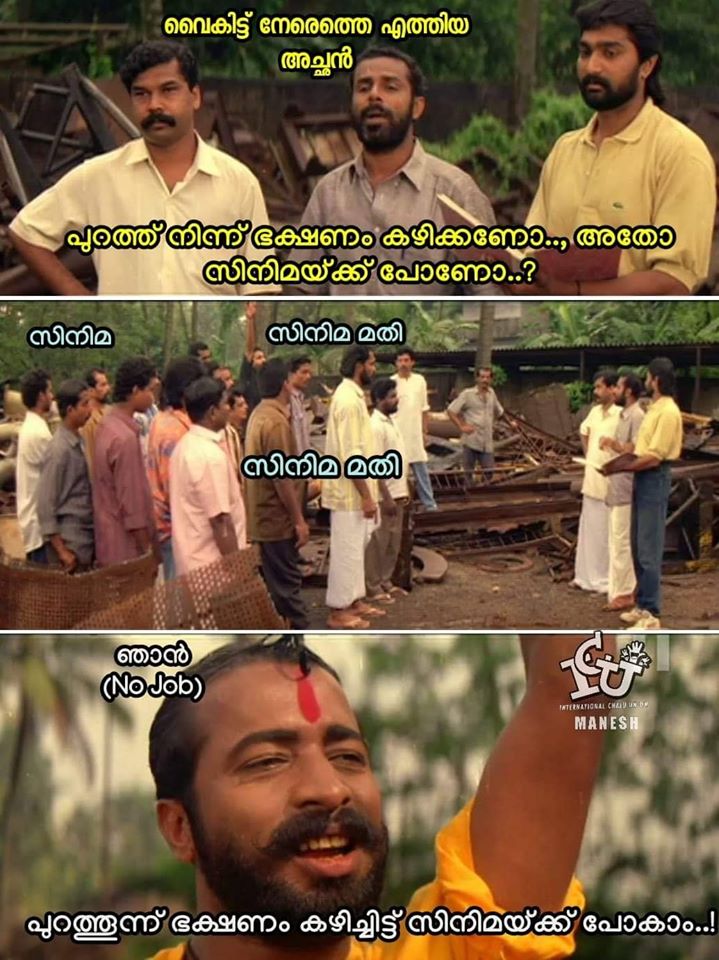 വൈകിട്ട് നേരെത്തെ എത്തിയ
അച്ഛൻ
പുറത്ത് നിന്ന് ഭക്ഷണം കഴിക്കണോ.., അതോ
സിനിമയ്ക്ക് പോണോ..?
സിനിമ
സിനിമ മതി
സിനിമ മതി
ഞാൻ
(No Job)
ICU
INTERNATIONAL CHALU UNION
MANESH
പുറത്തൂന്ന് ഭക്ഷണം കഴിച്ചിട്ട് സിനിമയ്ക്ക് പോകാം..!